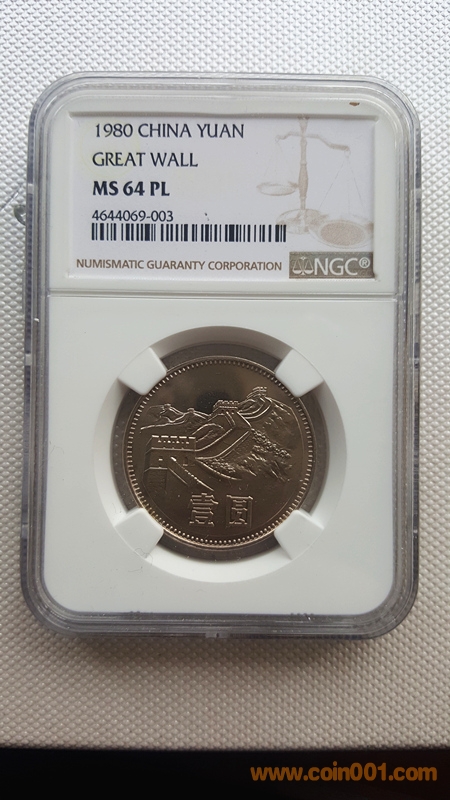 1980 CHINA YUAN
GREAT WALL
MS 64 PL
4644069-003
NUMISMATIC GUARANTY CORPORATION NGC®
壹圆
www.coin001.com